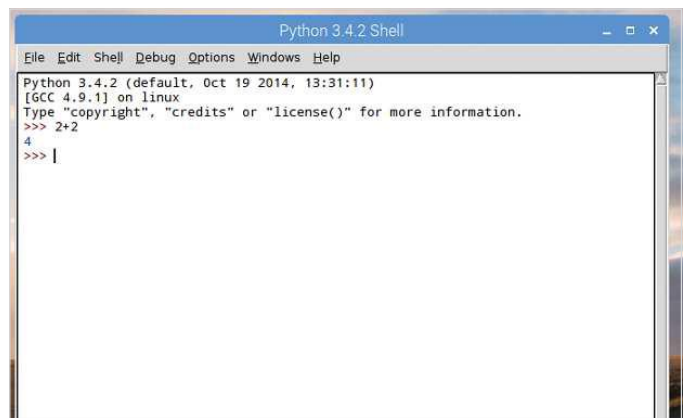 Python 3.4.2 Shell
File Edit Shell Debug Options Windows Help
Python 3.4.2 (default, Oct 19 2014, 13:31:11)
[GCC 4.9.1] on linux
Type "copyright", "credits" or "license()" for more information.
>>> 2+2
4
>>>